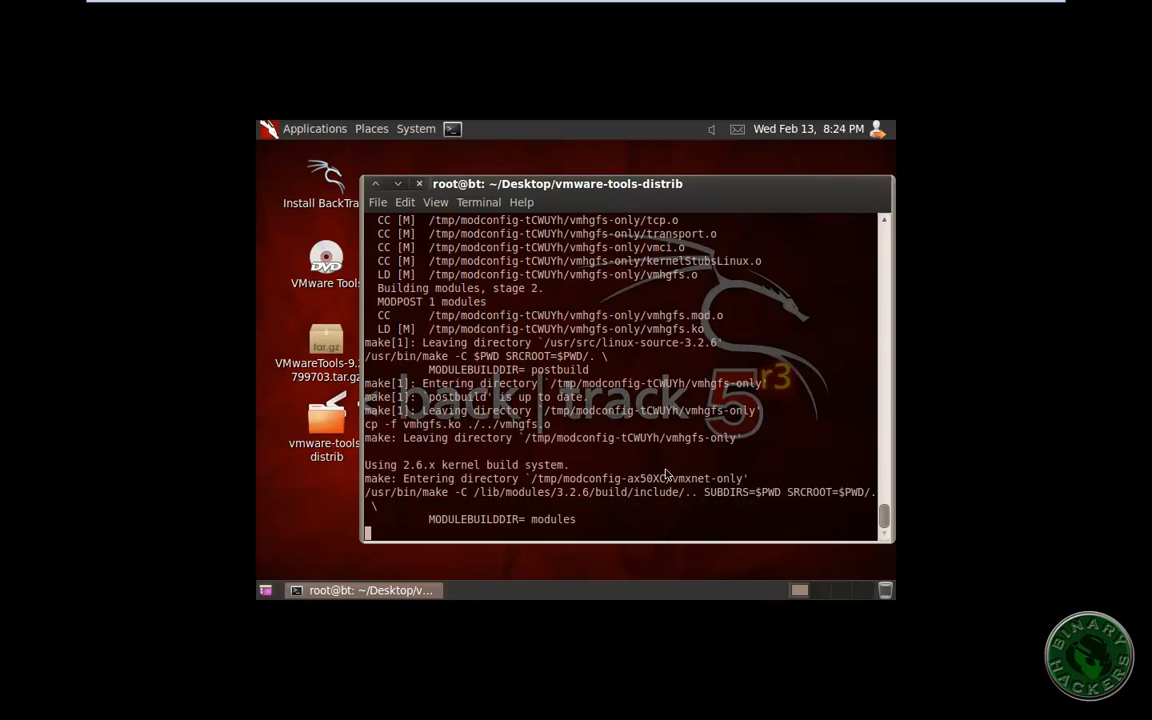 Applications Places System
Wed Feb 13, 8:24 PM
Install BackTra
VMware Tools
tar.gz
VMwareTools-9.
799703.tar.gz
vmware-tools
distrib
root@bt: ~/Desktop/vmware-tools-distrib
File Edit View Terminal Help
CC [M] /tmp/modconfig-tCWUYh/vmhgfs-only/tcp.o
CC [M] /tmp/modconfig-tCWUYh/vmhgfs-only/transport.o
CC [M] /tmp/modconfig-tCWUYh/vmhgfs-only/vmci.o
CC [M] /tmp/modconfig-tCWUYh/vmhgfs-only/kernelStubsLinux.o
LD [M] /tmp/modconfig-tCWUYh/vmhgfs-only/vmhgfs.o
Building modules, stage 2.
MODPOST 1 modules
CC /tmp/modconfig-tCWUYh/vmhgfs-only/vmhgfs.mod.o
LD [M] /tmp/modconfig-tCWUYh/vmhgfs-only/vmhgfs.ko
make[1]: Leaving directory `/usr/src/linux-source-3.2.6'
/usr/bin/make -C $PWD SRCROOT=$PWD/. \
MODULEBUILDDIR= postbuild
make[1]: Entering directory `/tmp/modconfig-tCWUYh/vmhgfs-only'
make[1]: `postbuild' is up to date.
make[1]: Leaving directory `/tmp/modconfig-tCWUYh/vmhgfs-only'
cp -f vmhgfs.ko ./../vmhgfs.o
make: Leaving directory `/tmp/modconfig-tCWUYh/vmhgfs-only'
Using 2.6.x kernel build system.
make: Entering directory
/usr/bin/make -C /lib/modules/3.2.6/build/include/.. SUBDIRS=$PWD SRCROOT=$PWD/.
\
MODULEBUILDDIR= modules
back | track 5 r3
root@bt: ~/Desktop/v...
BINARY
HACKERS